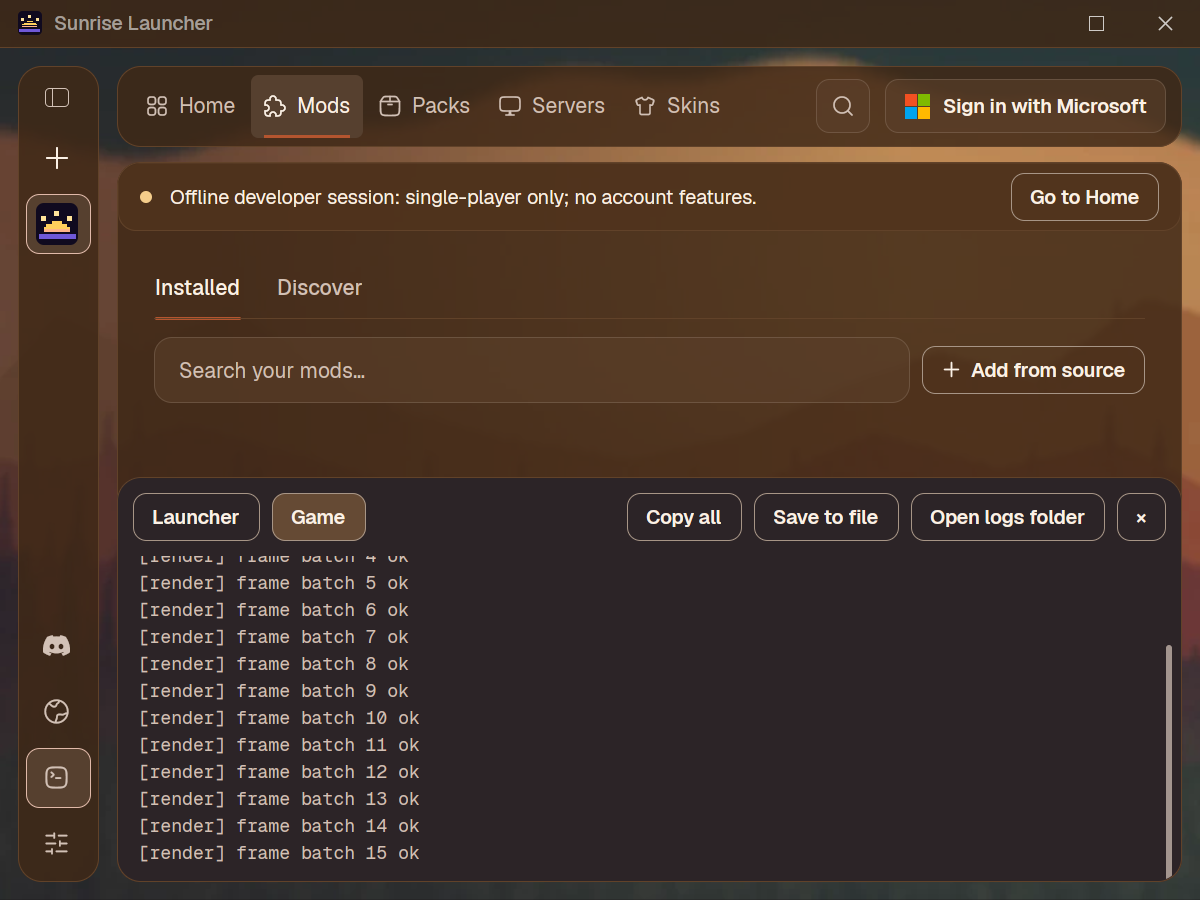 Sunrise Launcher
Home
Mods
Packs
Servers
Skins
Sign in with Microsoft
Offline developer session: single-player only; no account features.
Go to Home
Installed
Discover
Search your mods…
Add from source
Launcher
Game
Copy all
Save to file
Open logs folder
×
[render] frame batch 4 ok
[render] frame batch 5 ok
[render] frame batch 6 ok
[render] frame batch 7 ok
[render] frame batch 8 ok
[render] frame batch 9 ok
[render] frame batch 10 ok
[render] frame batch 11 ok
[render] frame batch 12 ok
[render] frame batch 13 ok
[render] frame batch 14 ok
[render] frame batch 15 ok